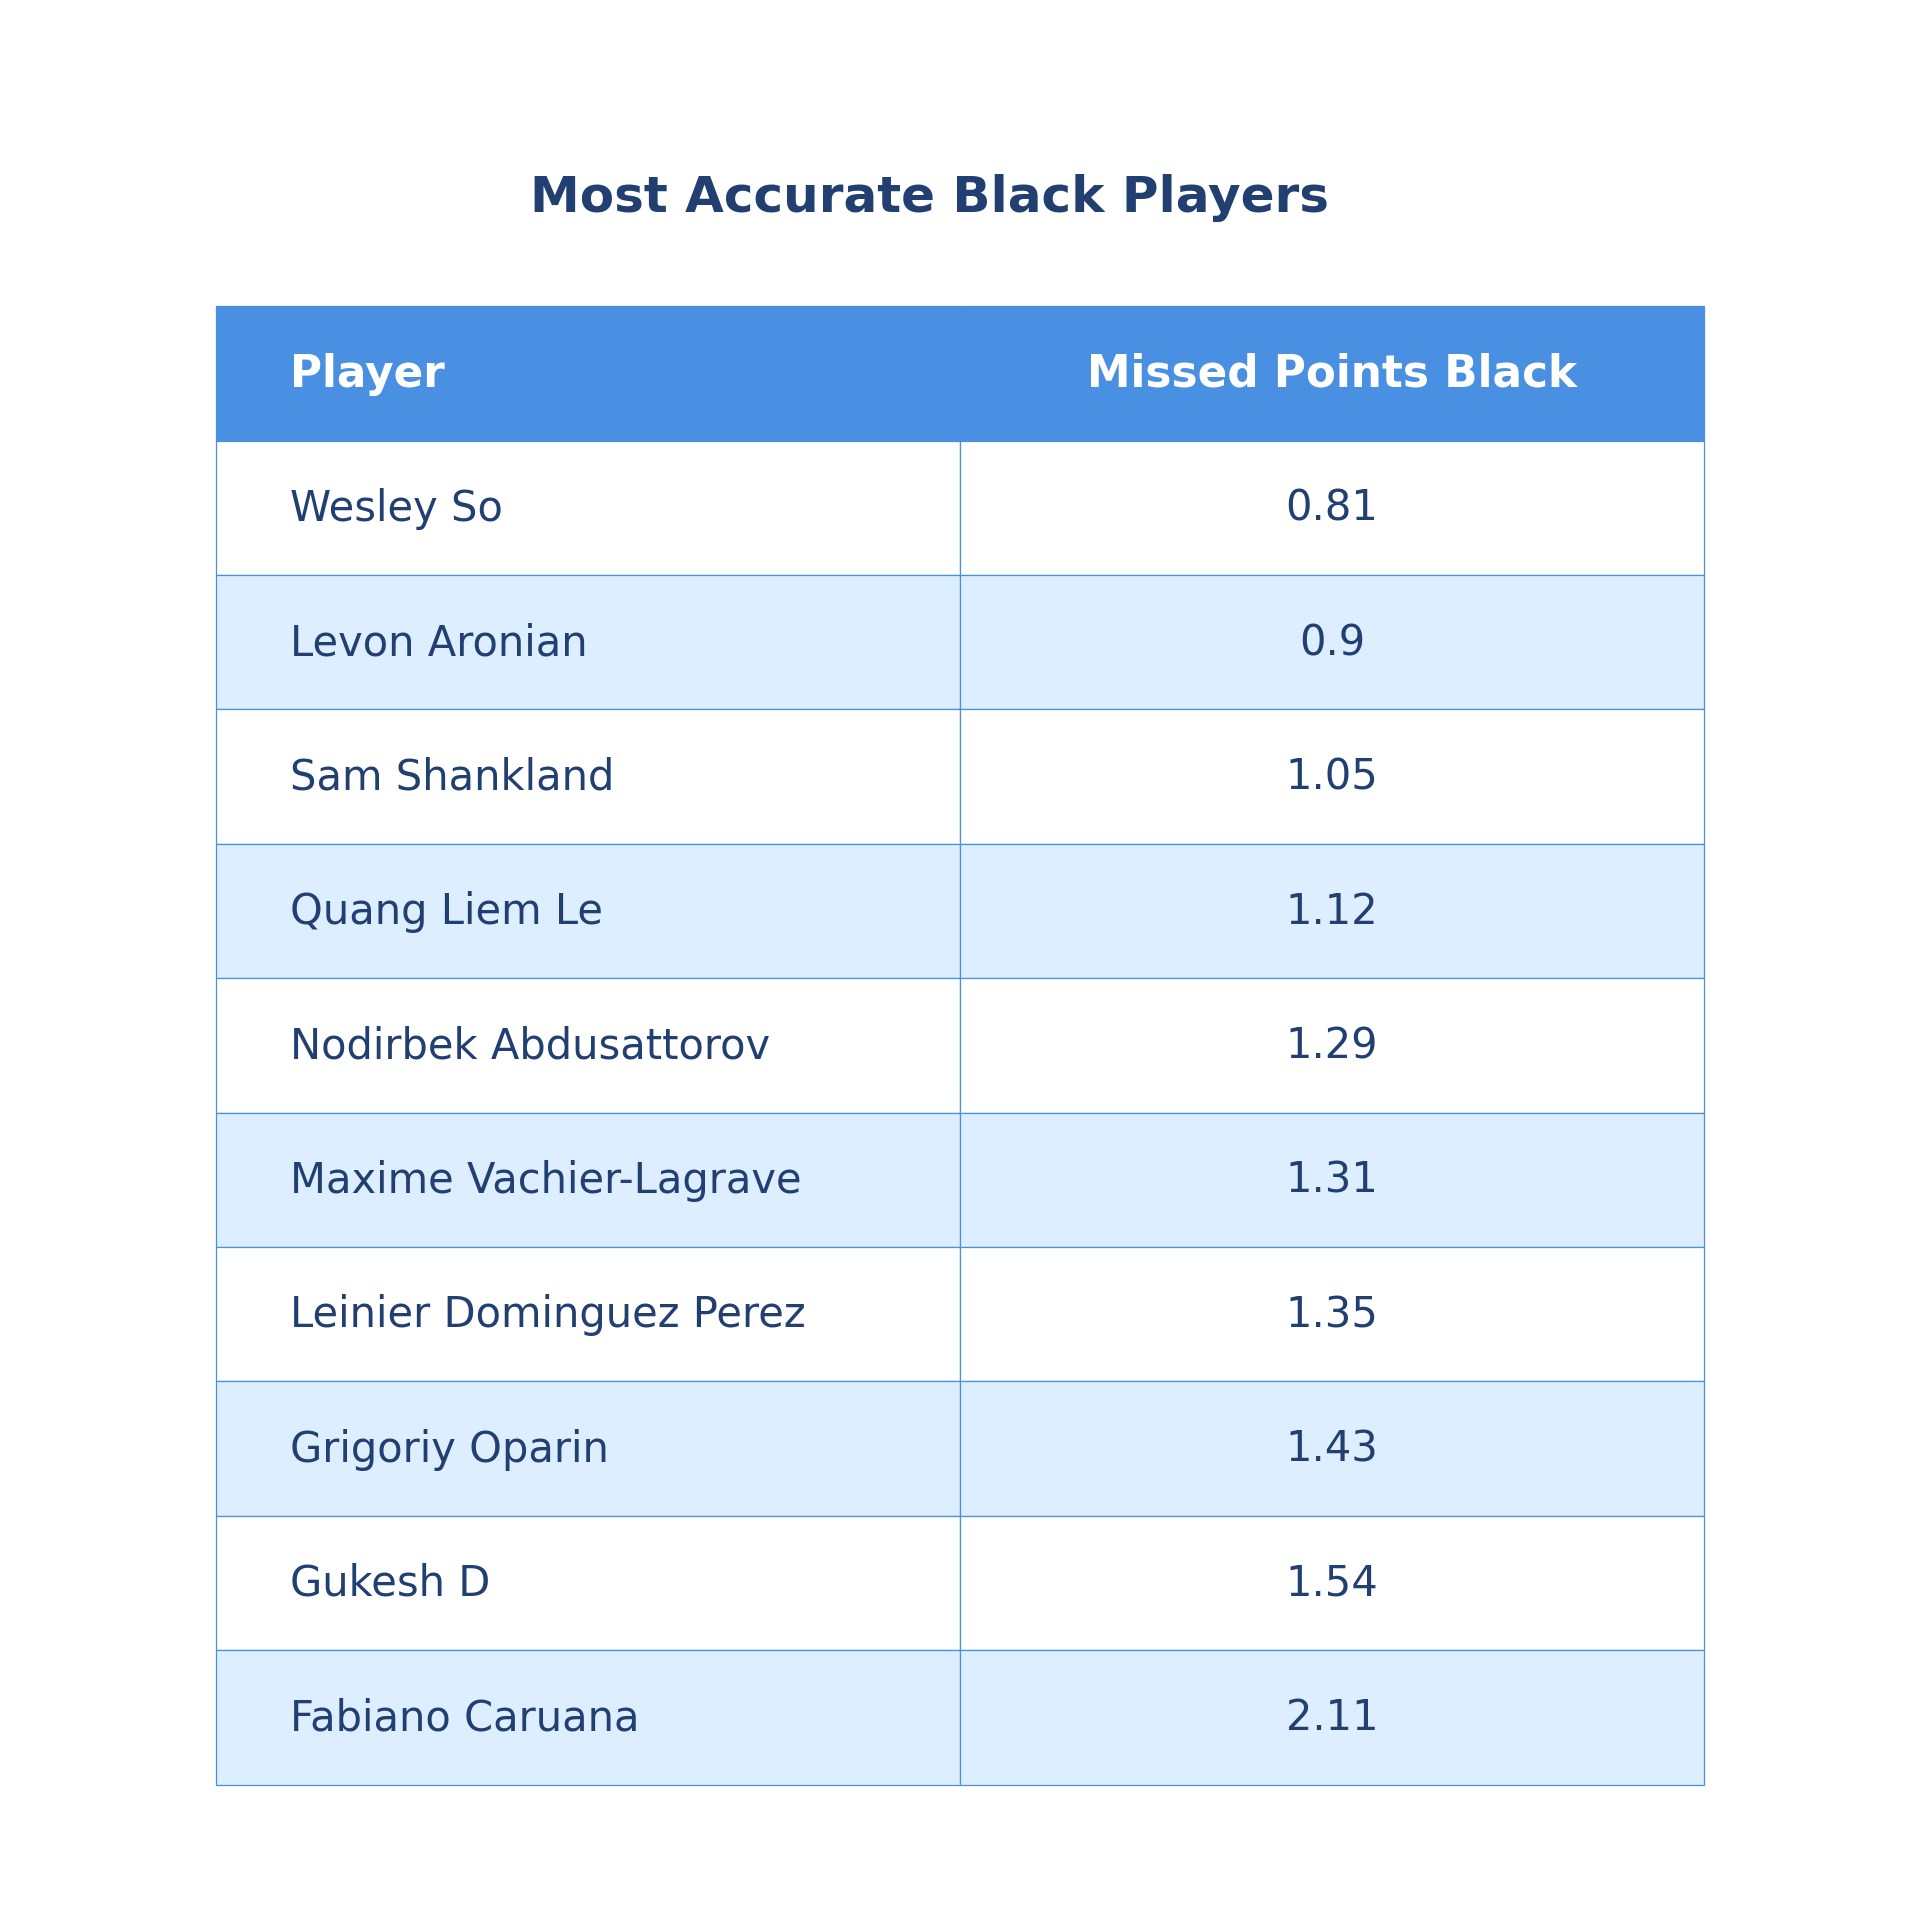 Most Accurate Black Players
Player Missed Points Black
Wesley So 0.81
Levon Aronian 0.9
Sam Shankland 1.05
Quang Liem Le 1.12
Nodirbek Abdusattorov 1.29
Maxime Vachier-Lagrave 1.31
Leinier Dominguez Perez 1.35
Grigoriy Oparin 1.43
Gukesh D 1.54
Fabiano Caruana 2.11